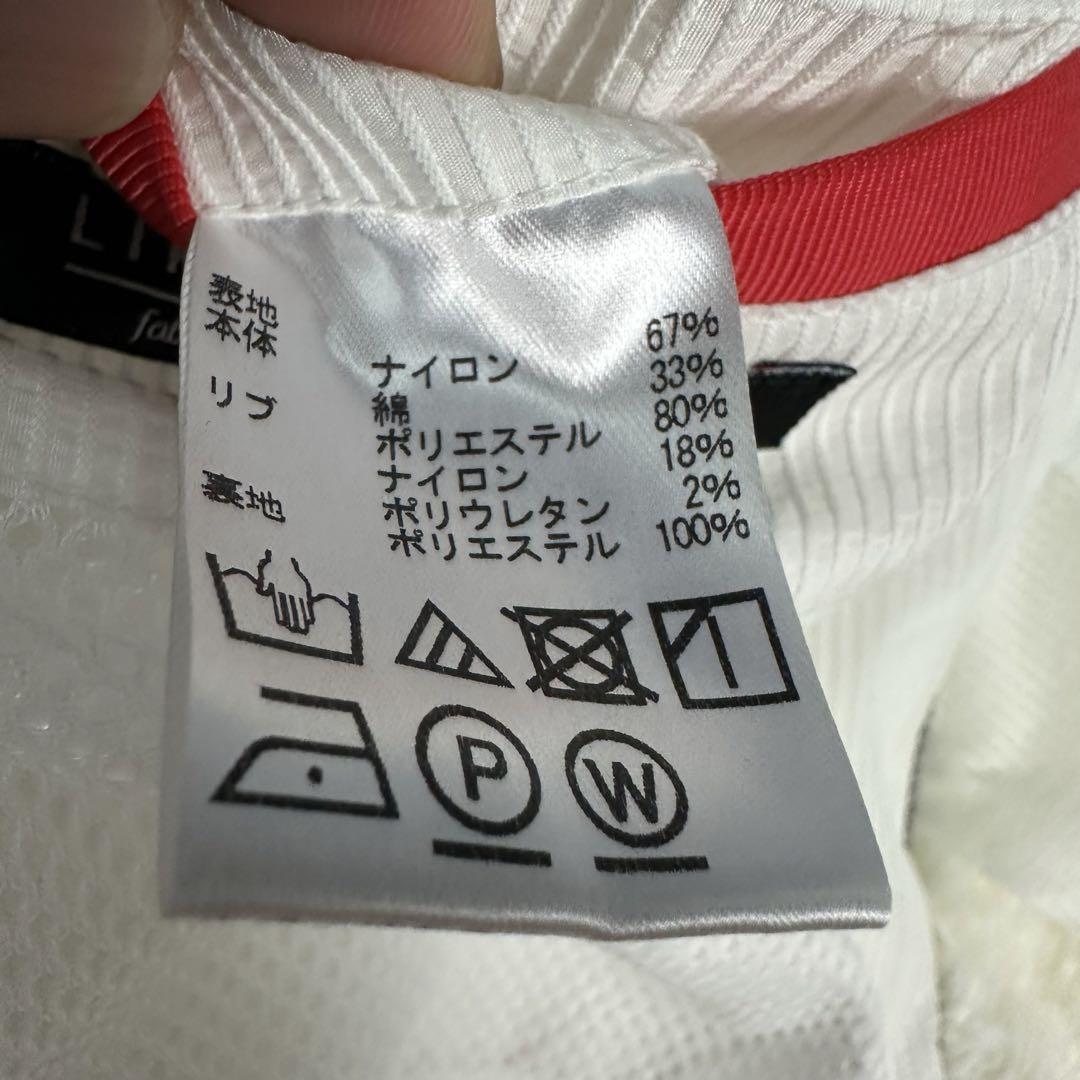 表地
本体 ナイロン 67%
綿 33%
リブ ポリエステル 80%
ナイロン 18%
ポリウレタン 2%
裏地 ポリエステル 100%
P
W